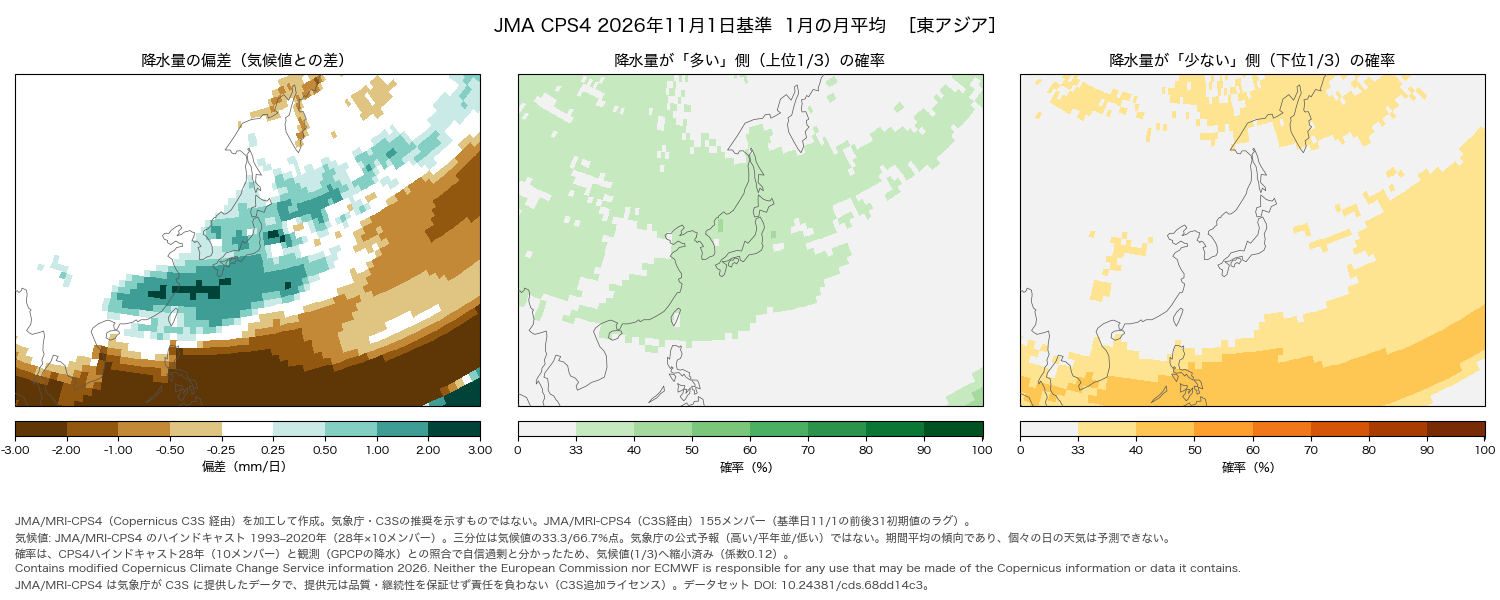 JMA CPS4 2026年11月1日基準 1月の月平均 ［東アジア］
降水量の偏差（気候値との差）
降水量が「多い」側（上位1/3）の確率
降水量が「少ない」側（下位1/3）の確率
-3.00 -2.00 -1.00 -0.50 -0.25 0.25 0.50 1.00 2.00 3.00
偏差（mm/日）
0 33 40 50 60 70 80 90 100
確率（%）
0 33 40 50 60 70 80 90 100
確率（%）
JMA/MRI-CPS4（Copernicus C3S 経由）を加工して作成。気象庁・C3Sの推奨を示すものではない。JMA/MRI-CPS4（C3S経由）155メンバー（基準日11/1の前後31初期値のラグ）。
気候値: JMA/MRI-CPS4 のハインドキャスト 1993–2020年（28年×10メンバー）。三分位は気候値の33.3/66.7%点。気象庁の公式予報（高い/平年並/低い）ではない。期間平均の傾向であり、個々の日の天気は予測できない。
確率は、CPS4ハインドキャスト28年（10メンバー）と観測（GPCPの降水）との照合で自信過剰と分かったため、気候値(1/3)へ縮小済み（係数0.12）。
Contains modified Copernicus Climate Change Service information 2026. Neither the European Commission nor ECMWF is responsible for any use that may be made of the Copernicus information or data it contains.
JMA/MRI-CPS4 は気象庁が C3S に提供したデータで、提供元は品質・継続性を保証せず責任を負わない（C3S追加ライセンス）。データセット DOI: 10.24381/cds.68dd14c3。